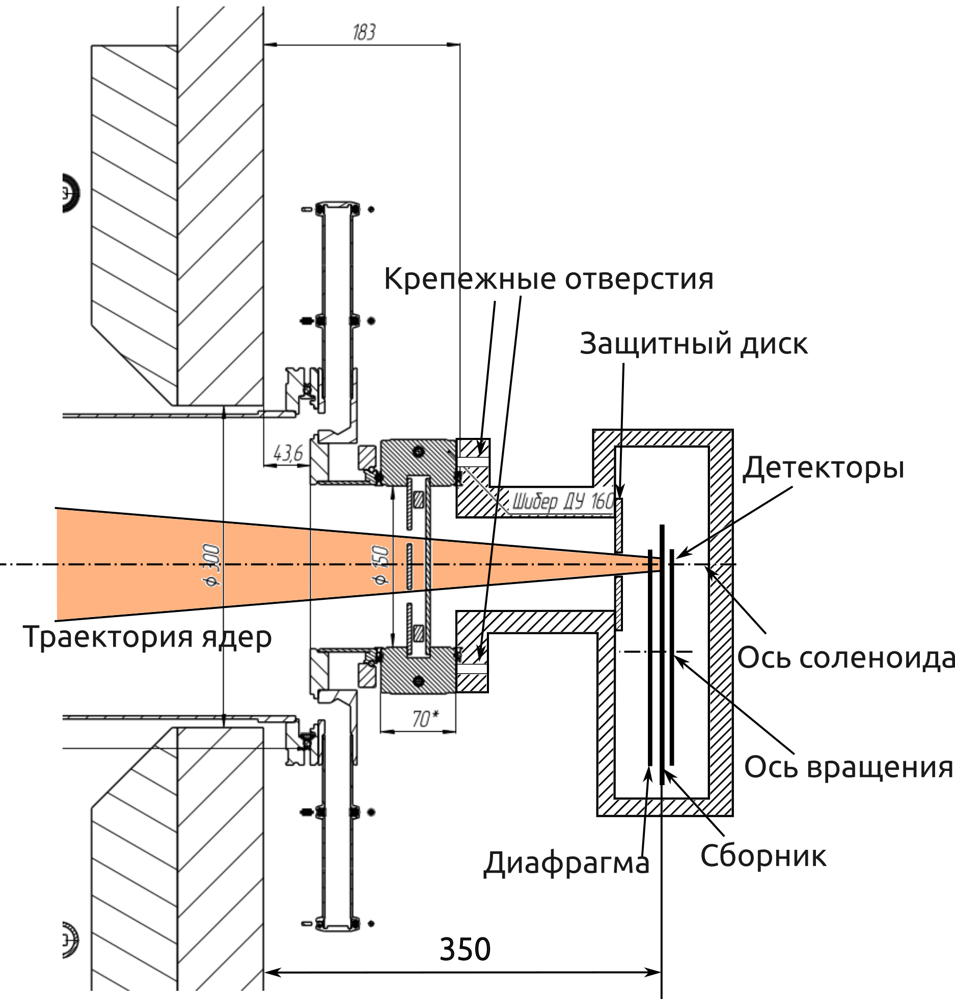 183
Крепежные отверстия
Защитный диск
43,6
Детекторы
Шибер ДУ 160
ϕ 300
ϕ 150
Траектория ядер
Ось соленоида
70*
Ось вращения
Диафрагма
Сборник
350